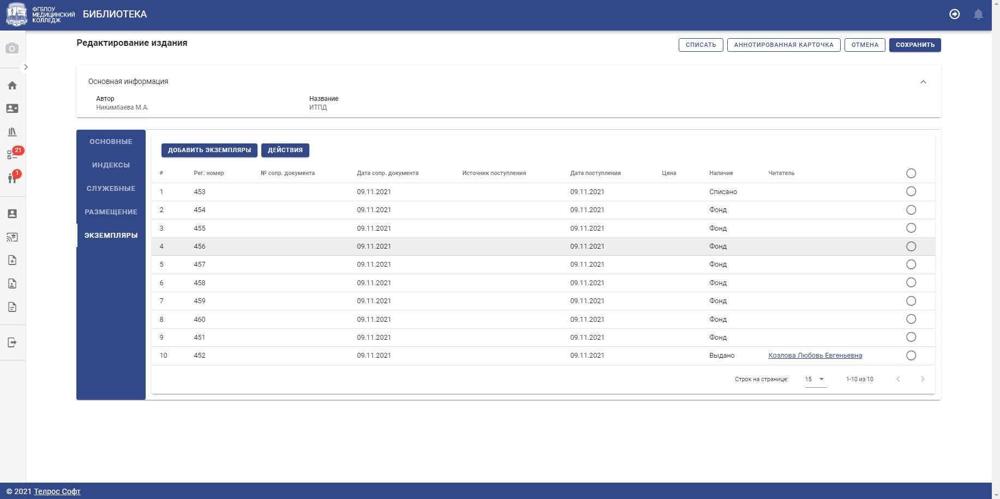 ФГБПОУ
МЕДИЦИНСКИЙ
КОЛЛЕДЖ
БИБЛИОТЕКА
Редактирование издания
СПИСАТЬ АННОТИРОВАННАЯ КАРТОЧКА ОТМЕНА СОХРАНИТЬ
Основная информация
Автор Название
Никимбаева М.А. ИТПД
21
1
ОСНОВНЫЕ
ИНДЕКСЫ
СЛУЖЕБНЫЕ
РАЗМЕЩЕНИЕ
ЭКЗЕМПЛЯРЫ
ДОБАВИТЬ ЭКЗЕМПЛЯРЫ ДЕЙСТВИЯ
# Рег. номер № сопр. документа Дата сопр. документа Источник поступления Дата поступления Цена Наличие Читатель
1 453 09.11.2021 09.11.2021 Списано
2 454 09.11.2021 09.11.2021 Фонд
3 455 09.11.2021 09.11.2021 Фонд
4 456 09.11.2021 09.11.2021 Фонд
5 457 09.11.2021 09.11.2021 Фонд
6 458 09.11.2021 09.11.2021 Фонд
7 459 09.11.2021 09.11.2021 Фонд
8 460 09.11.2021 09.11.2021 Фонд
9 451 09.11.2021 09.11.2021 Фонд
10 452 09.11.2021 09.11.2021 Выдано Козлова Любовь Евгеньевна
Строк на странице: 15 1-10 из 10
© 2021 Телрос Софт